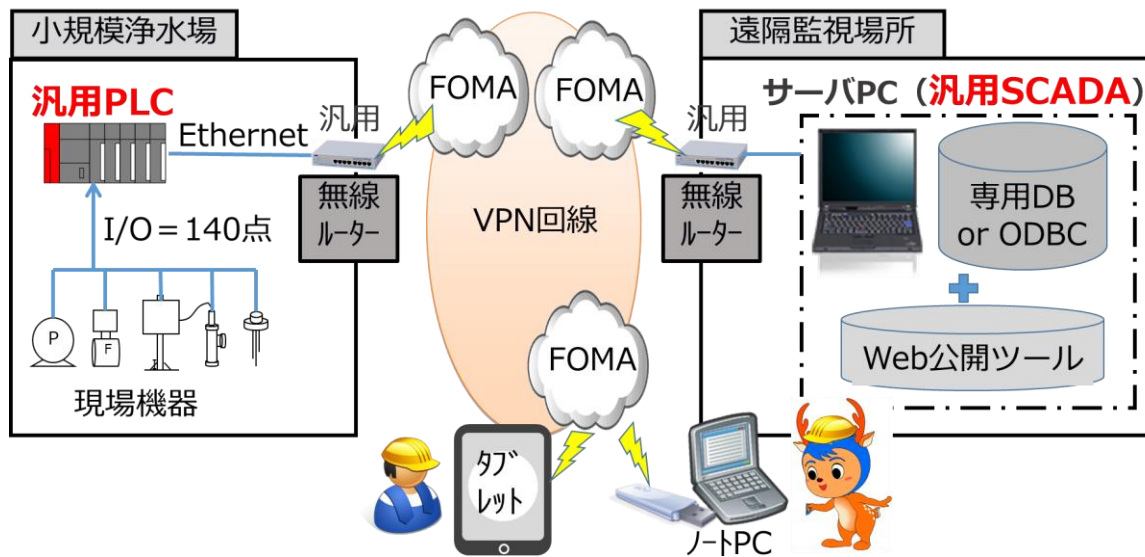 小規模浄水場
汎用PLC
Ethernet
汎用
無線
ﾙｰﾀｰ
I/O＝140点
P
F
現場機器
FOMA
FOMA
VPN回線
FOMA
タブ
レット
ノートPC
遠隔監視場所
サーバPC（汎用SCADA）
汎用
無線
ﾙｰﾀｰ
専用DB
or ODBC
Web公開ツール